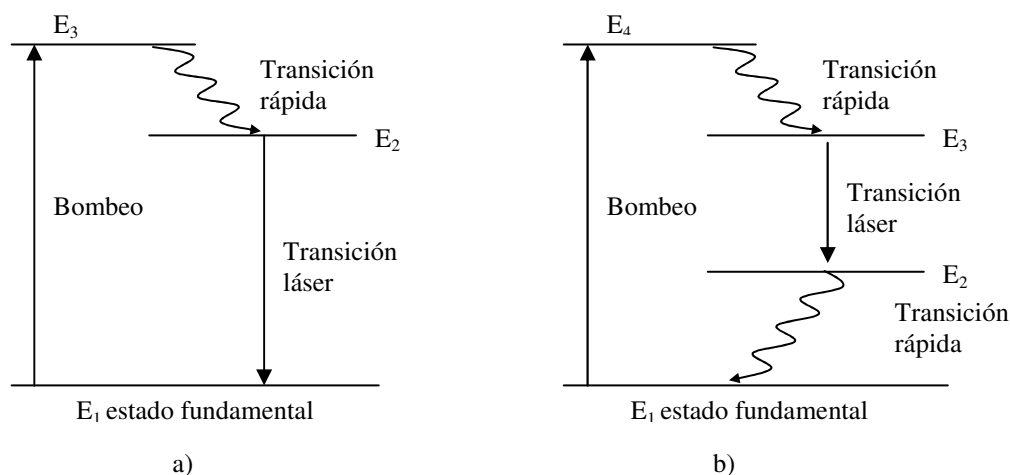 E₃
Transición
rápida
E₂
Bombeo
Transición
láser
E₁ estado fundamental
a)
E₄
Transición
rápida
E₃
Bombeo
Transición
láser
E₂
Transición
rápida
E₁ estado fundamental
b)